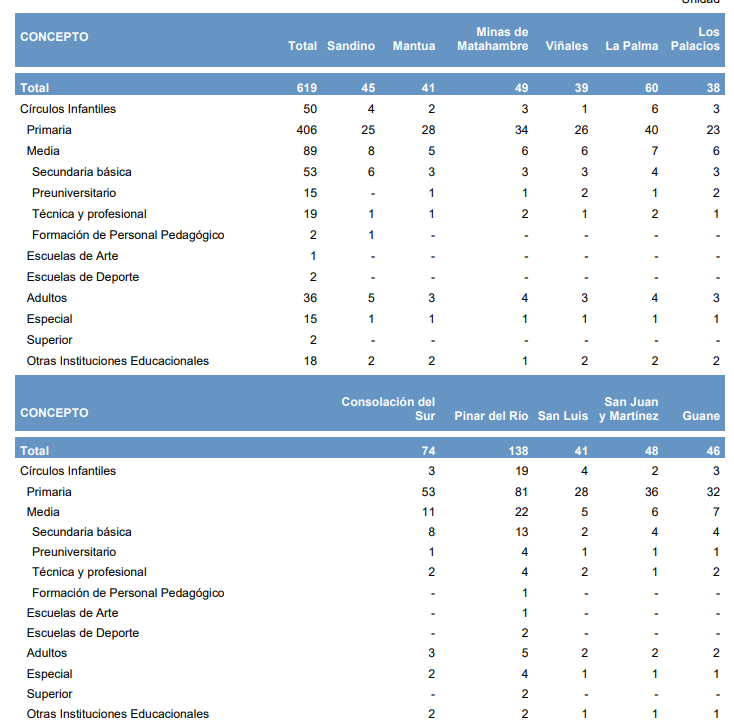 Unidad
CONCEPTO Total Sandino Mantua Minas de Matahambre Viñales La Palma Los Palacios
Total 619 45 41 49 39 60 38
Círculos Infantiles 50 4 2 3 1 6 3
Primaria 406 25 28 34 26 40 23
Media 89 8 5 6 6 7 6
Secundaria básica 53 6 3 3 3 4 3
Preuniversitario 15 - 1 1 2 1 2
Técnica y profesional 19 1 1 2 1 2 1
Formación de Personal Pedagógico 2 1 - - - - -
Escuelas de Arte 1 - - - - - -
Escuelas de Deporte 2 - - - - - -
Adultos 36 5 3 4 3 4 3
Especial 15 1 1 1 1 1 1
Superior 2 - - - - - -
Otras Instituciones Educacionales 18 2 2 1 2 2 2
CONCEPTO Consolación del Sur Pinar del Río San Luis San Juan y Martínez Guane
Total 74 138 41 48 46
Círculos Infantiles 3 19 4 2 3
Primaria 53 81 28 36 32
Media 11 22 5 6 7
Secundaria básica 8 13 2 4 4
Preuniversitario 1 4 1 1 1
Técnica y profesional 2 4 2 1 2
Formación de Personal Pedagógico - 1 - - -
Escuelas de Arte - 1 - - -
Escuelas de Deporte - 2 - - -
Adultos 3 5 2 2 2
Especial 2 4 1 1 1
Superior - 2 - - -
Otras Instituciones Educacionales 2 2 1 1 1